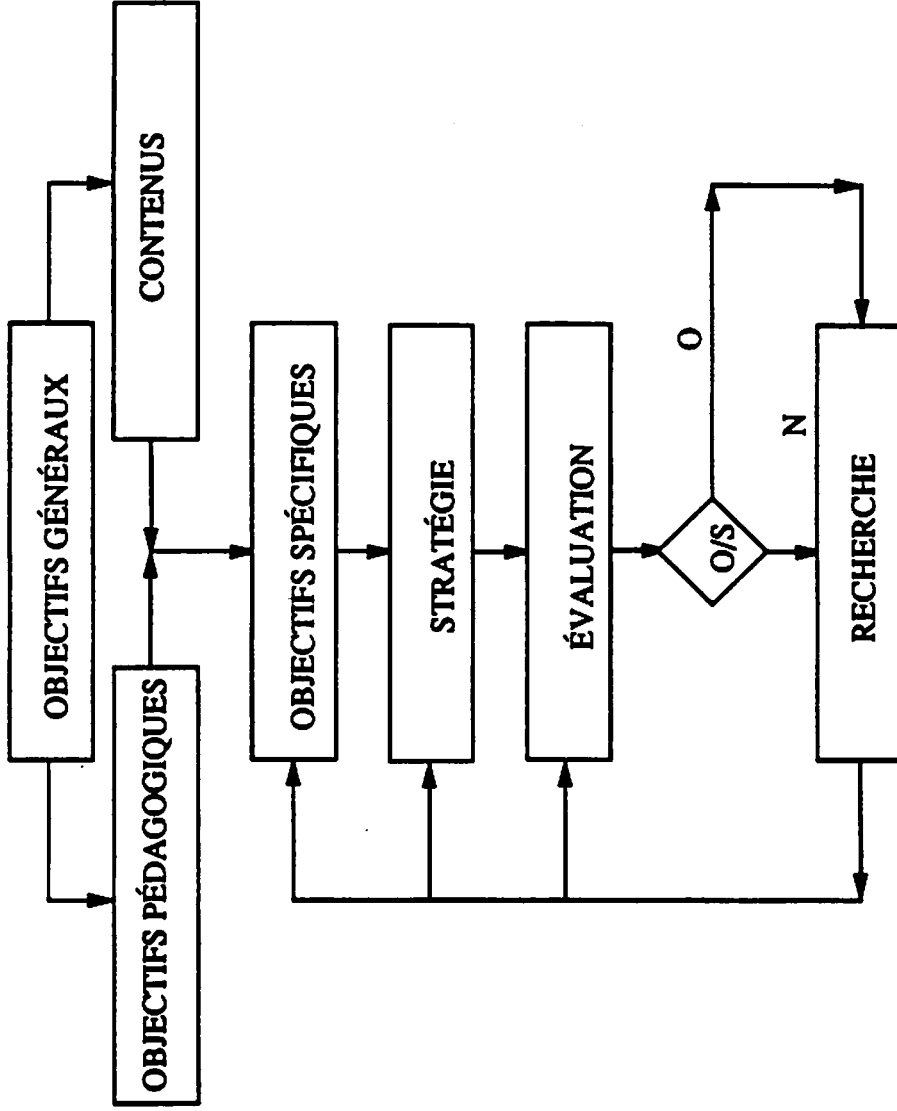 OBJECTIFS GÉNÉRAUX
OBJECTIFS PÉDAGOGIQUES
CONTENUS
OBJECTIFS SPÉCIFIQUES
STRATÉGIE
ÉVALUATION
O/S
O
N
RECHERCHE